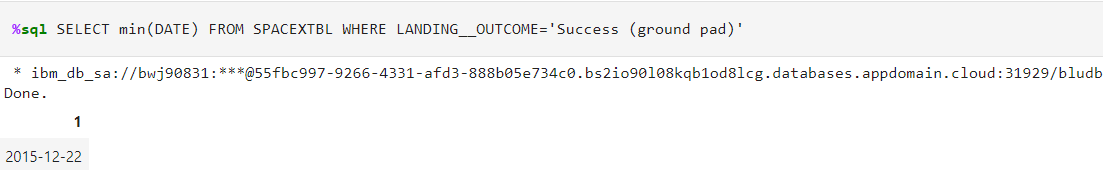 %sql SELECT min(DATE) FROM SPACEXTBL WHERE LANDING__OUTCOME='Success (ground pad)'
* ibm_db_sa://bwj90831:***@55fbc997-9266-4331-afd3-888b05e734c0.bs2io90l08kqb1od8lcg.databases.appdomain.cloud:31929/bludb
Done.
1
2015-12-22